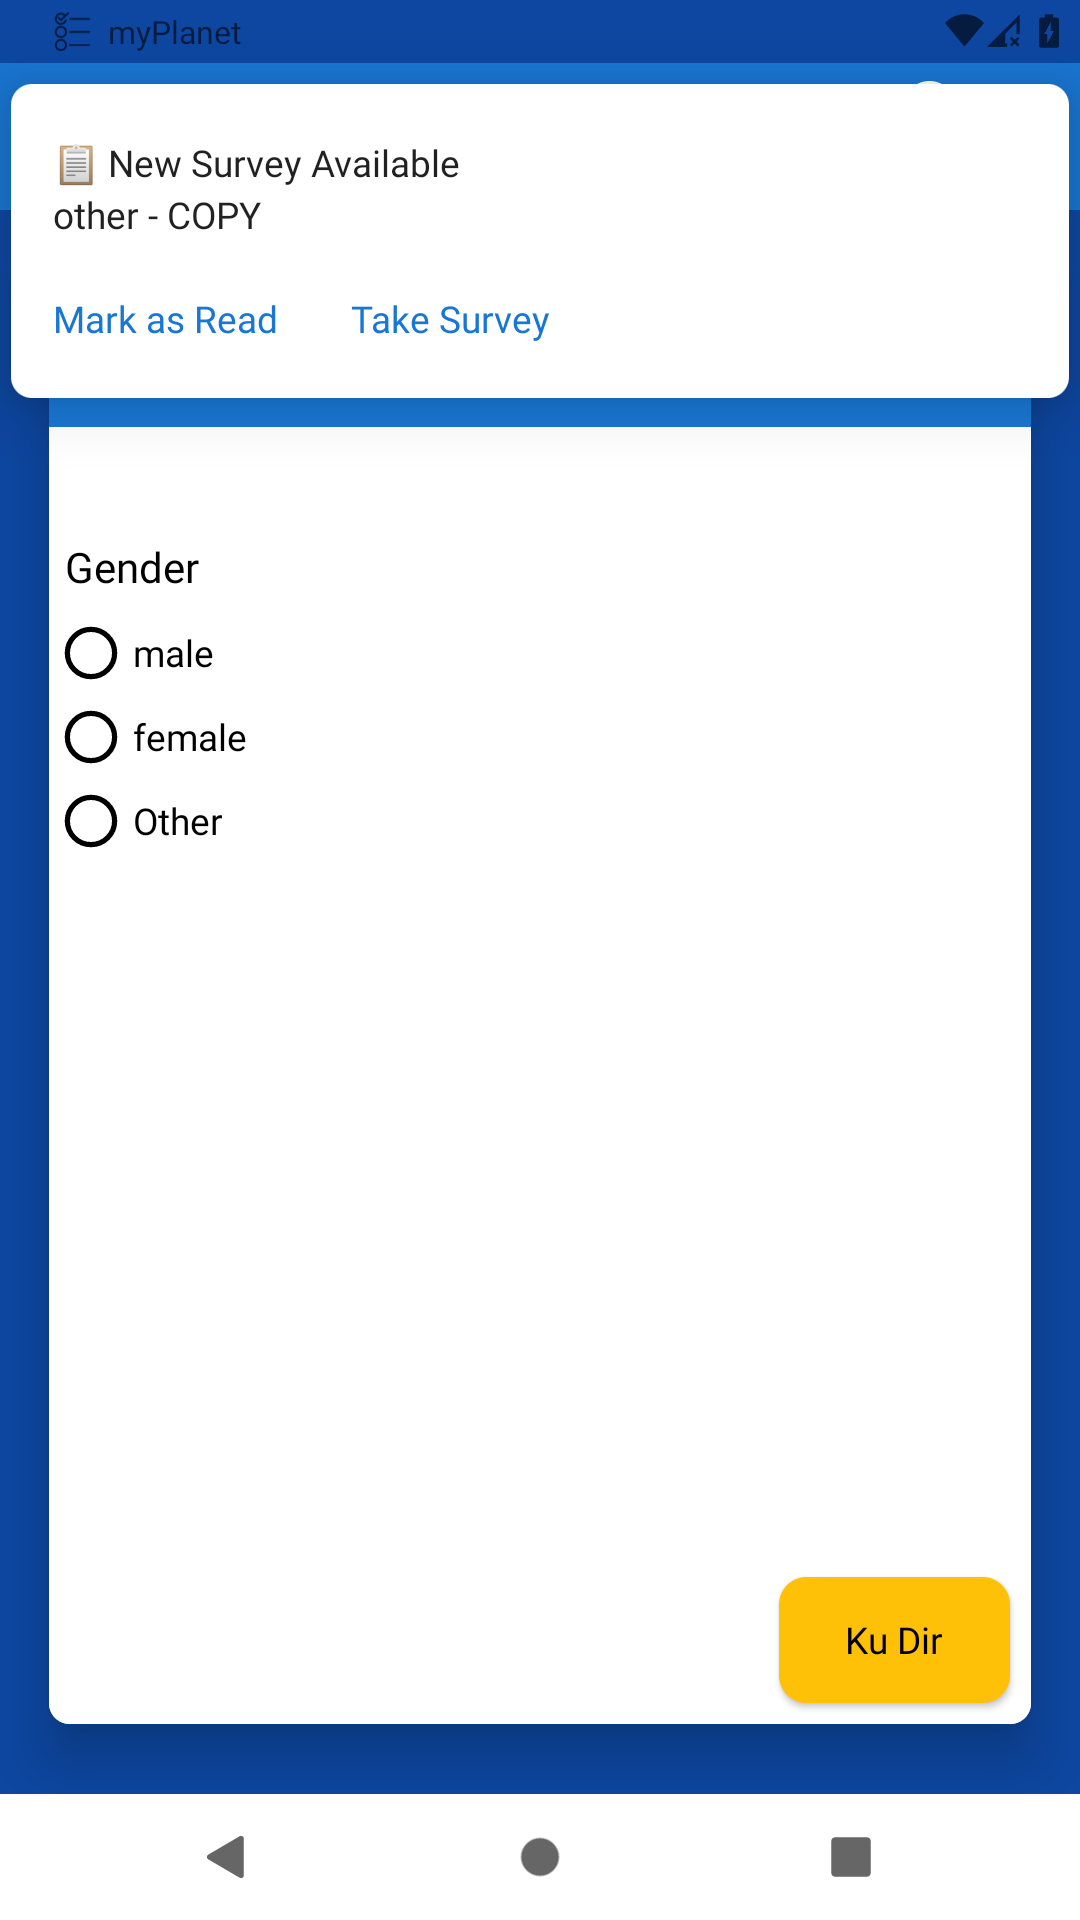 myPlanet
📋 New Survey Available
other - COPY
Mark as Read Take Survey
Gender
male
female
Other
Ku Dir